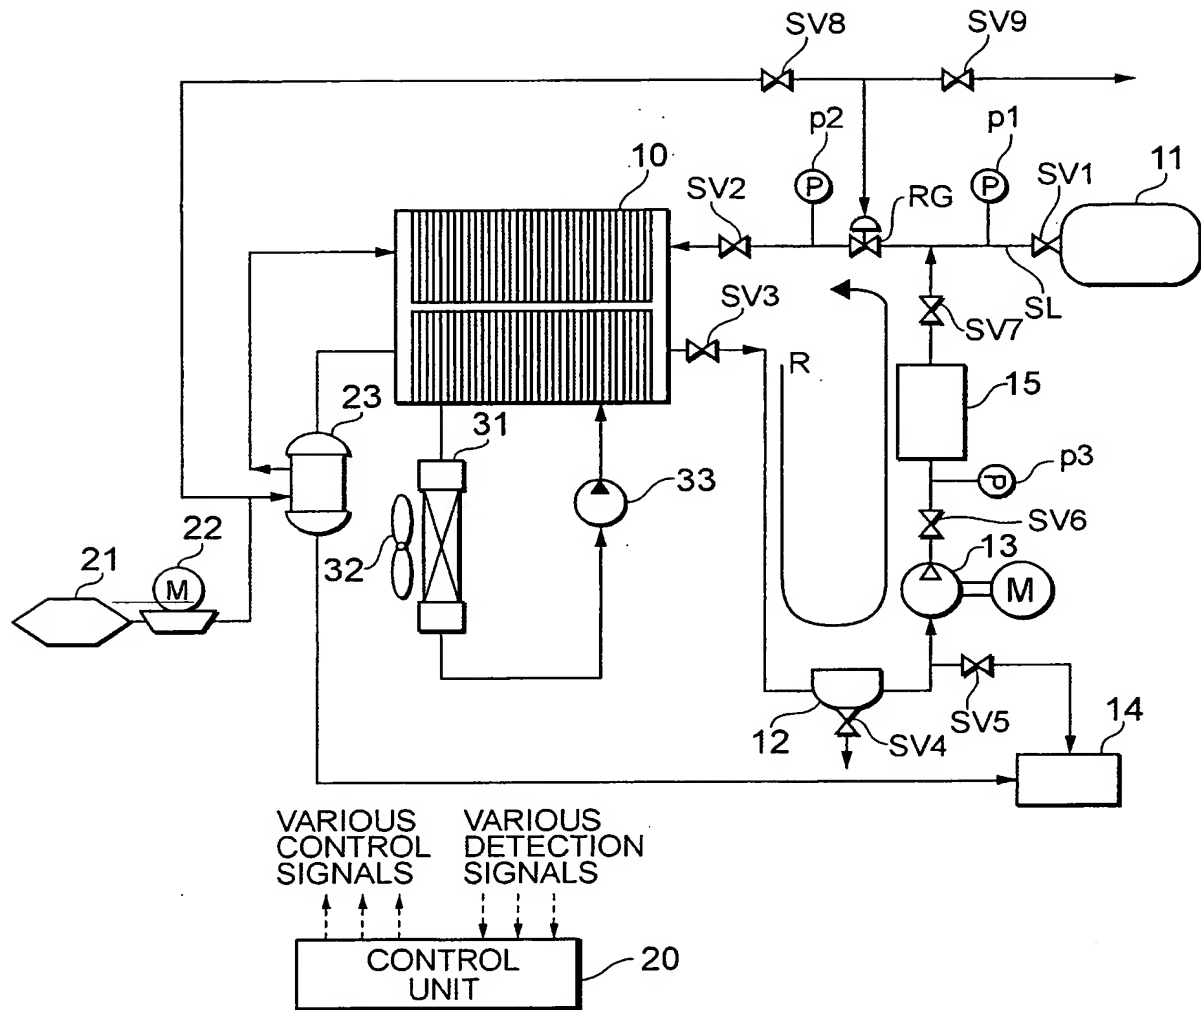 SV8
SV9
p2
p1
10
SV2
RG
SV1
11
P
P
SV3
SL
SV7
R
15
23
31
p3
P
33
22
SV6
32
13
21
M
M
12
SV4
SV5
14
VARIOUS
CONTROL
SIGNALS
VARIOUS
DETECTION
SIGNALS
CONTROL
UNIT
20